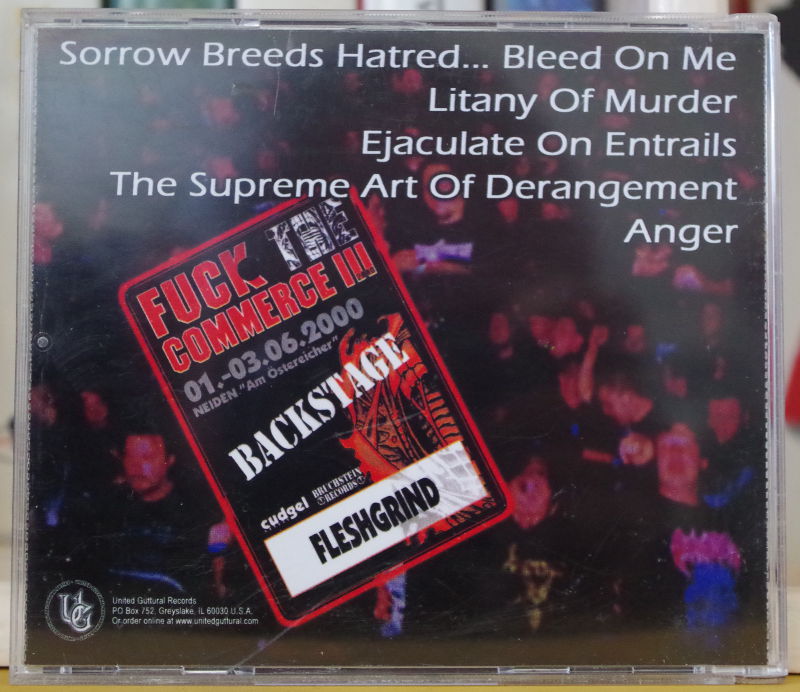 Sorrow Breeds Hatred... Bleed On Me
Litany Of Murder
Ejaculate On Entrails
The Supreme Art Of Derangement
Anger
FUCK THE
COMMERCE III
01.-03.06.2000
NEIDEN "Am Östereicher"
BACKSTAGE
cudgel BRUCHSTEIN
RECORDS
FLESHGRIND
UG
United Guttural Records
PO Box 752, Greyslake, IL 60030 U.S.A.
Or order online at www.unitedguttural.com